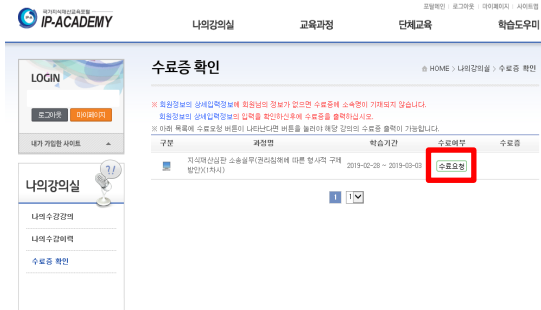 국가지식재산교육포털
IP-ACADEMY
포털메인 | 로그아웃 | 마이페이지 | 사이트맵
나의강의실 교육과정 단체교육 학습도우미
LOGIN
로그아웃 마이페이지
내가 가입한 사이트
나의강의실
나의수강강의
나의수강이력
수료증 확인
수료증 확인
HOME > 나의강의실 > 수료증 확인
※ 회원정보의 상세입력정보에 회원님의 정보가 없으면 수료증에 소속명이 기재되지 않습니다.
회원정보의 상세입력정보의 입력을 확인하신후에 수료증을 출력하십시오.
※ 아래 목록에 수료요청 버튼이 나타난다면 버튼을 눌러야 해당 강의의 수료증 출력이 가능합니다.
구분 과정명 학습기간 수료여부 수료증
지식재산심판 소송실무(권리침해에 따른 형사적 구제방안)(1차시) 2019-02-28 ~ 2019-03-03 수료요청
1 1